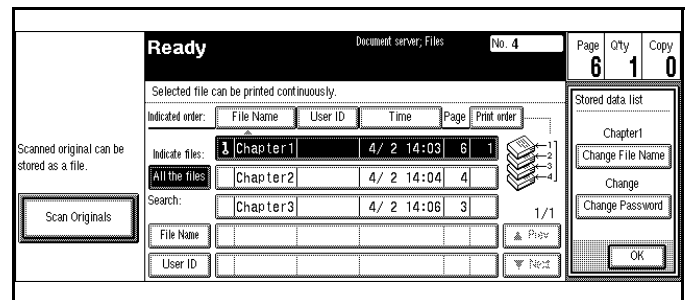 Ready
Document server; Files
No. 4
Page Q'ty Copy
6 1 0
Selected file can be printed continuously.
Indicated order: File Name User ID Time Page Print order
Scanned original can be
stored as a file.
Scan Originals
Indicate files:
All the files
Search:
File Name
User ID
1 Chapter1 4/ 2 14:03 6 1
Chapter2 4/ 2 14:04 4
Chapter3 4/ 2 14:06 3
1
2
3
4
1/1
▲ Prev
▼ Next
Stored data list
Chapter1
Change File Name
Change
Change Password
OK